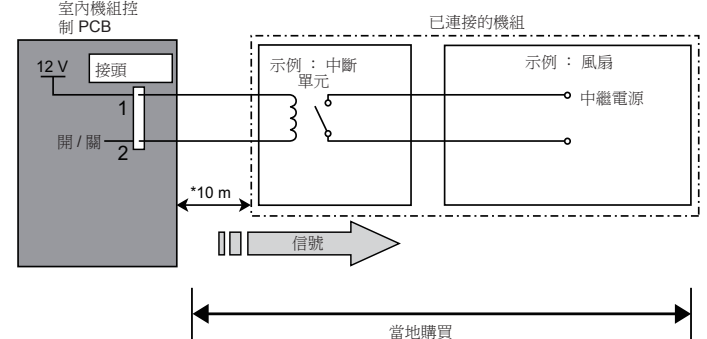 室內機組控
制 PCB
已連接的機組
12 V
接頭
示例 : 中斷
單元
示例 : 風扇
1
中繼電源
開 / 關
2
*10 m
信號
當地購買